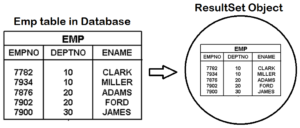 Emp table in Database
EMP
EMPNO DEPTNO ENAME
7782 10 CLARK
7934 10 MILLER
7876 20 ADAMS
7902 20 FORD
7900 30 JAMES
ResultSet Object
EMP
EMPNO DEPTNO ENAME
7782 10 CLARK
7934 10 MILLER
7876 20 ADAMS
7902 20 FORD
7900 30 JAMES